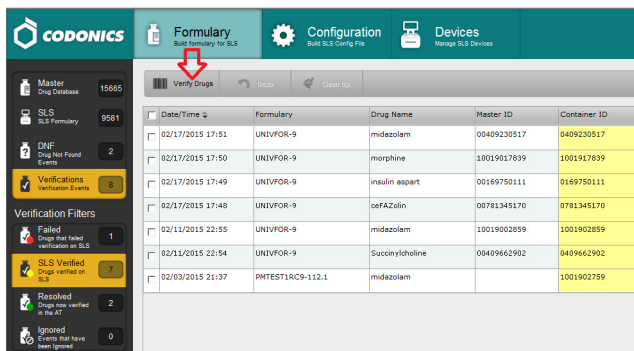 CODONICS
Formulary
Build formulary for SLS
Configuration
Build SLS Config File
Devices
Manage SLS Devices
Master
Drug Database
15665
SLS
SLS Formulary
9581
DNF
Drug Not Found
Events
2
Verifications
Verification Events
8
Verification Filters
Failed
Drugs that failed
verification on SLS
1
SLS Verified
Drugs verified on
SLS
7
Resolved
Drugs now verified
in the AT
2
Ignored
Events that have
been Ignored
0
Verify Drugs Undo Clean Up
Date/Time Formulary Drug Name Master ID Container ID
02/17/2015 17:51 UNIVFOR-9 midazolam 00409230517 0409230517
02/17/2015 17:50 UNIVFOR-9 morphine 10019017839 1001917839
02/17/2015 17:49 UNIVFOR-9 insulin aspart 00169750111 0169750111
02/17/2015 17:48 UNIVFOR-9 ceFAZolin 00781345170 0781345170
02/11/2015 22:55 UNIVFOR-9 midazolam 10019002859 1001902859
02/11/2015 22:54 UNIVFOR-9 Succinylcholine 00409662902 0409662902
02/03/2015 21:37 PMTEST1RC9-112.1 midazolam 1001902759